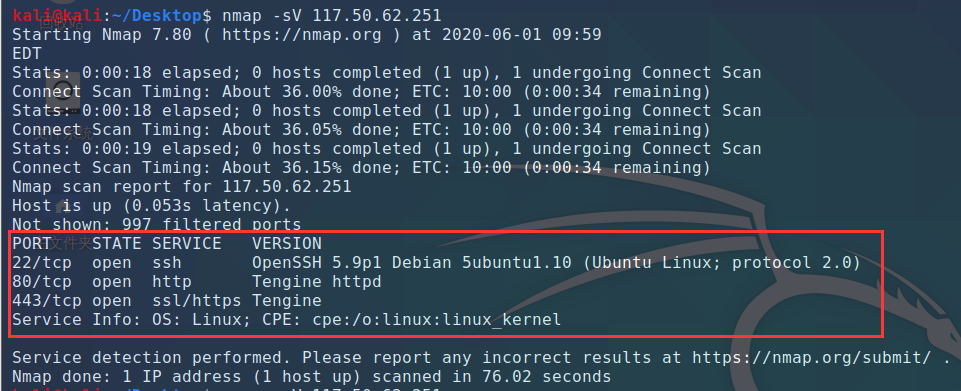 kali@kali:~/Desktop$ nmap -sV 117.50.62.251
Starting Nmap 7.80 ( https://nmap.org ) at 2020-06-01 09:59
EDT
Stats: 0:00:18 elapsed; 0 hosts completed (1 up), 1 undergoing Connect Scan
Connect Scan Timing: About 36.00% done; ETC: 10:00 (0:00:34 remaining)
Stats: 0:00:18 elapsed; 0 hosts completed (1 up), 1 undergoing Connect Scan
Connect Scan Timing: About 36.05% done; ETC: 10:00 (0:00:34 remaining)
Stats: 0:00:19 elapsed; 0 hosts completed (1 up), 1 undergoing Connect Scan
Connect Scan Timing: About 36.15% done; ETC: 10:00 (0:00:34 remaining)
Nmap scan report for 117.50.62.251
Host is up (0.053s latency).
Not shown: 997 filtered ports
PORT    STATE SERVICE   VERSION
22/tcp  open  ssh       OpenSSH 5.9p1 Debian 5ubuntu1.10 (Ubuntu Linux; protocol 2.0)
80/tcp  open  http      Tengine httpd
443/tcp open  ssl/https Tengine
Service Info: OS: Linux; CPE: cpe:/o:linux:linux_kernel
Service detection performed. Please report any incorrect results at https://nmap.org/submit/ .
Nmap done: 1 IP address (1 host up) scanned in 76.02 seconds
回收站
文件系统